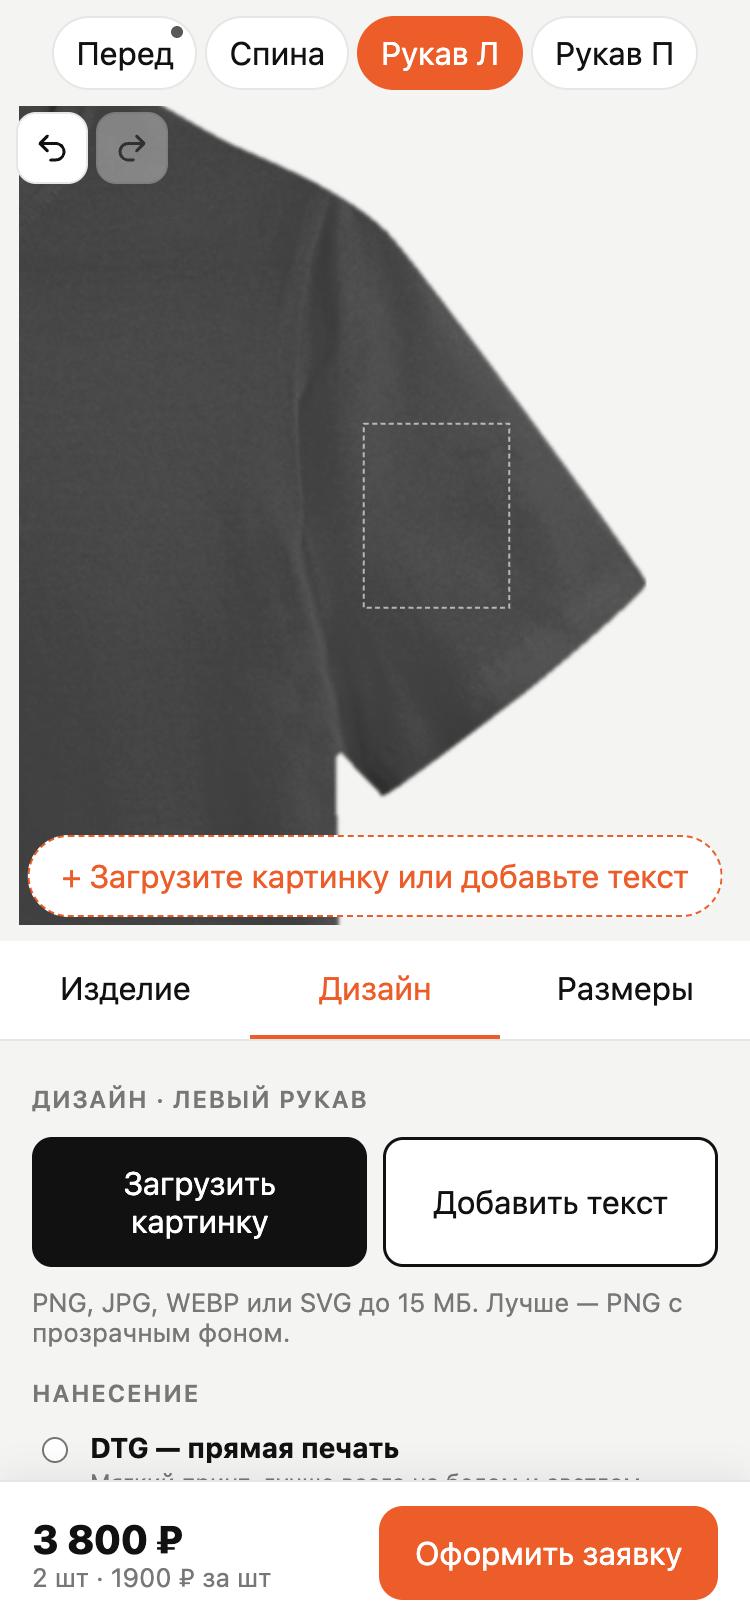 Перед
Спина
Рукав Л
Рукав П
+ Загрузите картинку или добавьте текст
Изделие
Дизайн
Размеры
ДИЗАЙН · ЛЕВЫЙ РУКАВ
Загрузить
картинку
Добавить текст
PNG, JPG, WEBP или SVG до 15 МБ. Лучше — PNG с
прозрачным фоном.
НАНЕСЕНИЕ
DTG — прямая печать
3 800 ₽
2 шт · 1900 ₽ за шт
Оформить заявку